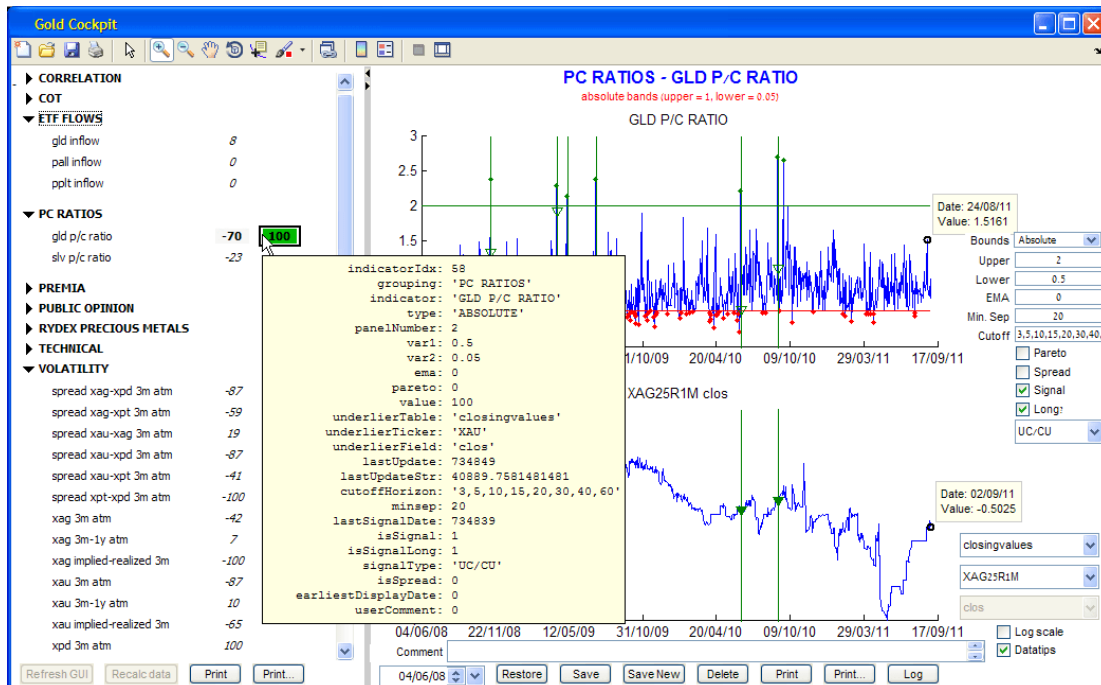 Gold Cockpit
CORRELATION
COT
ETF FLOWS
gld inflow 8
pall inflow 0
pplt inflow 0
PC RATIOS
gld p/c ratio -70 100
slv p/c ratio -23
PREMIA
PUBLIC OPINION
RYDEX PRECIOUS METALS
TECHNICAL
VOLATILITY
spread xag-xpd 3m atm -87
spread xag-xpt 3m atm -59
spread xau-xag 3m atm 19
spread xau-xpd 3m atm -87
spread xau-xpt 3m atm -41
spread xpt-xpd 3m atm -100
xag 3m atm -42
xag 3m-1y atm 7
xag implied-realized 3m -100
xau 3m atm -87
xau 3m-1y atm 10
xau implied-realized 3m -65
xpd 3m atm 100
Refresh GUI Recalc data Print Print...
indicatorIdx: 58
grouping: 'PC RATIOS'
indicator: 'GLD P/C RATIO'
type: 'ABSOLUTE'
panelNumber: 2
var1: 0.5
var2: 0.05
ema: 0
pareto: 0
value: 100
underlierTable: 'closingvalues'
underlierTicker: 'XAU'
underlierField: 'clos'
lastUpdate: 734849
lastUpdateStr: 40889.7581481481
cutoffHorizon: '3,5,10,15,20,30,40,60'
minsep: 20
lastSignalDate: 734839
isSignal: 1
isSignalLong: 1
signalType: 'UC/CU'
isSpread: 0
earliestDisplayDate: 0
userComment: 0
PC RATIOS - GLD P/C RATIO
absolute bands (upper = 1, lower = 0.05)
GLD P/C RATIO
3
2.5
2
1.5
Date: 24/08/11
Value: 1.5161
Bounds Absolute
Upper 2
Lower 0.5
EMA 0
Min. Sep 20
Cutoff 3,5,10,15,20,30,40,
Pareto
Spread
Signal
Long?
UC/CU
1/10/09 20/04/10 09/10/10 29/03/11 17/09/11
XAG25R1M clos
Date: 02/09/11
Value: -0.5025
closingvalues
XAG25R1M
clos
04/06/08 22/11/08 12/05/09 31/10/09 20/04/10 09/10/10 29/03/11 17/09/11
Log scale
Comment
Datatips
04/06/08 Restore Save Save New Delete Print Print... Log